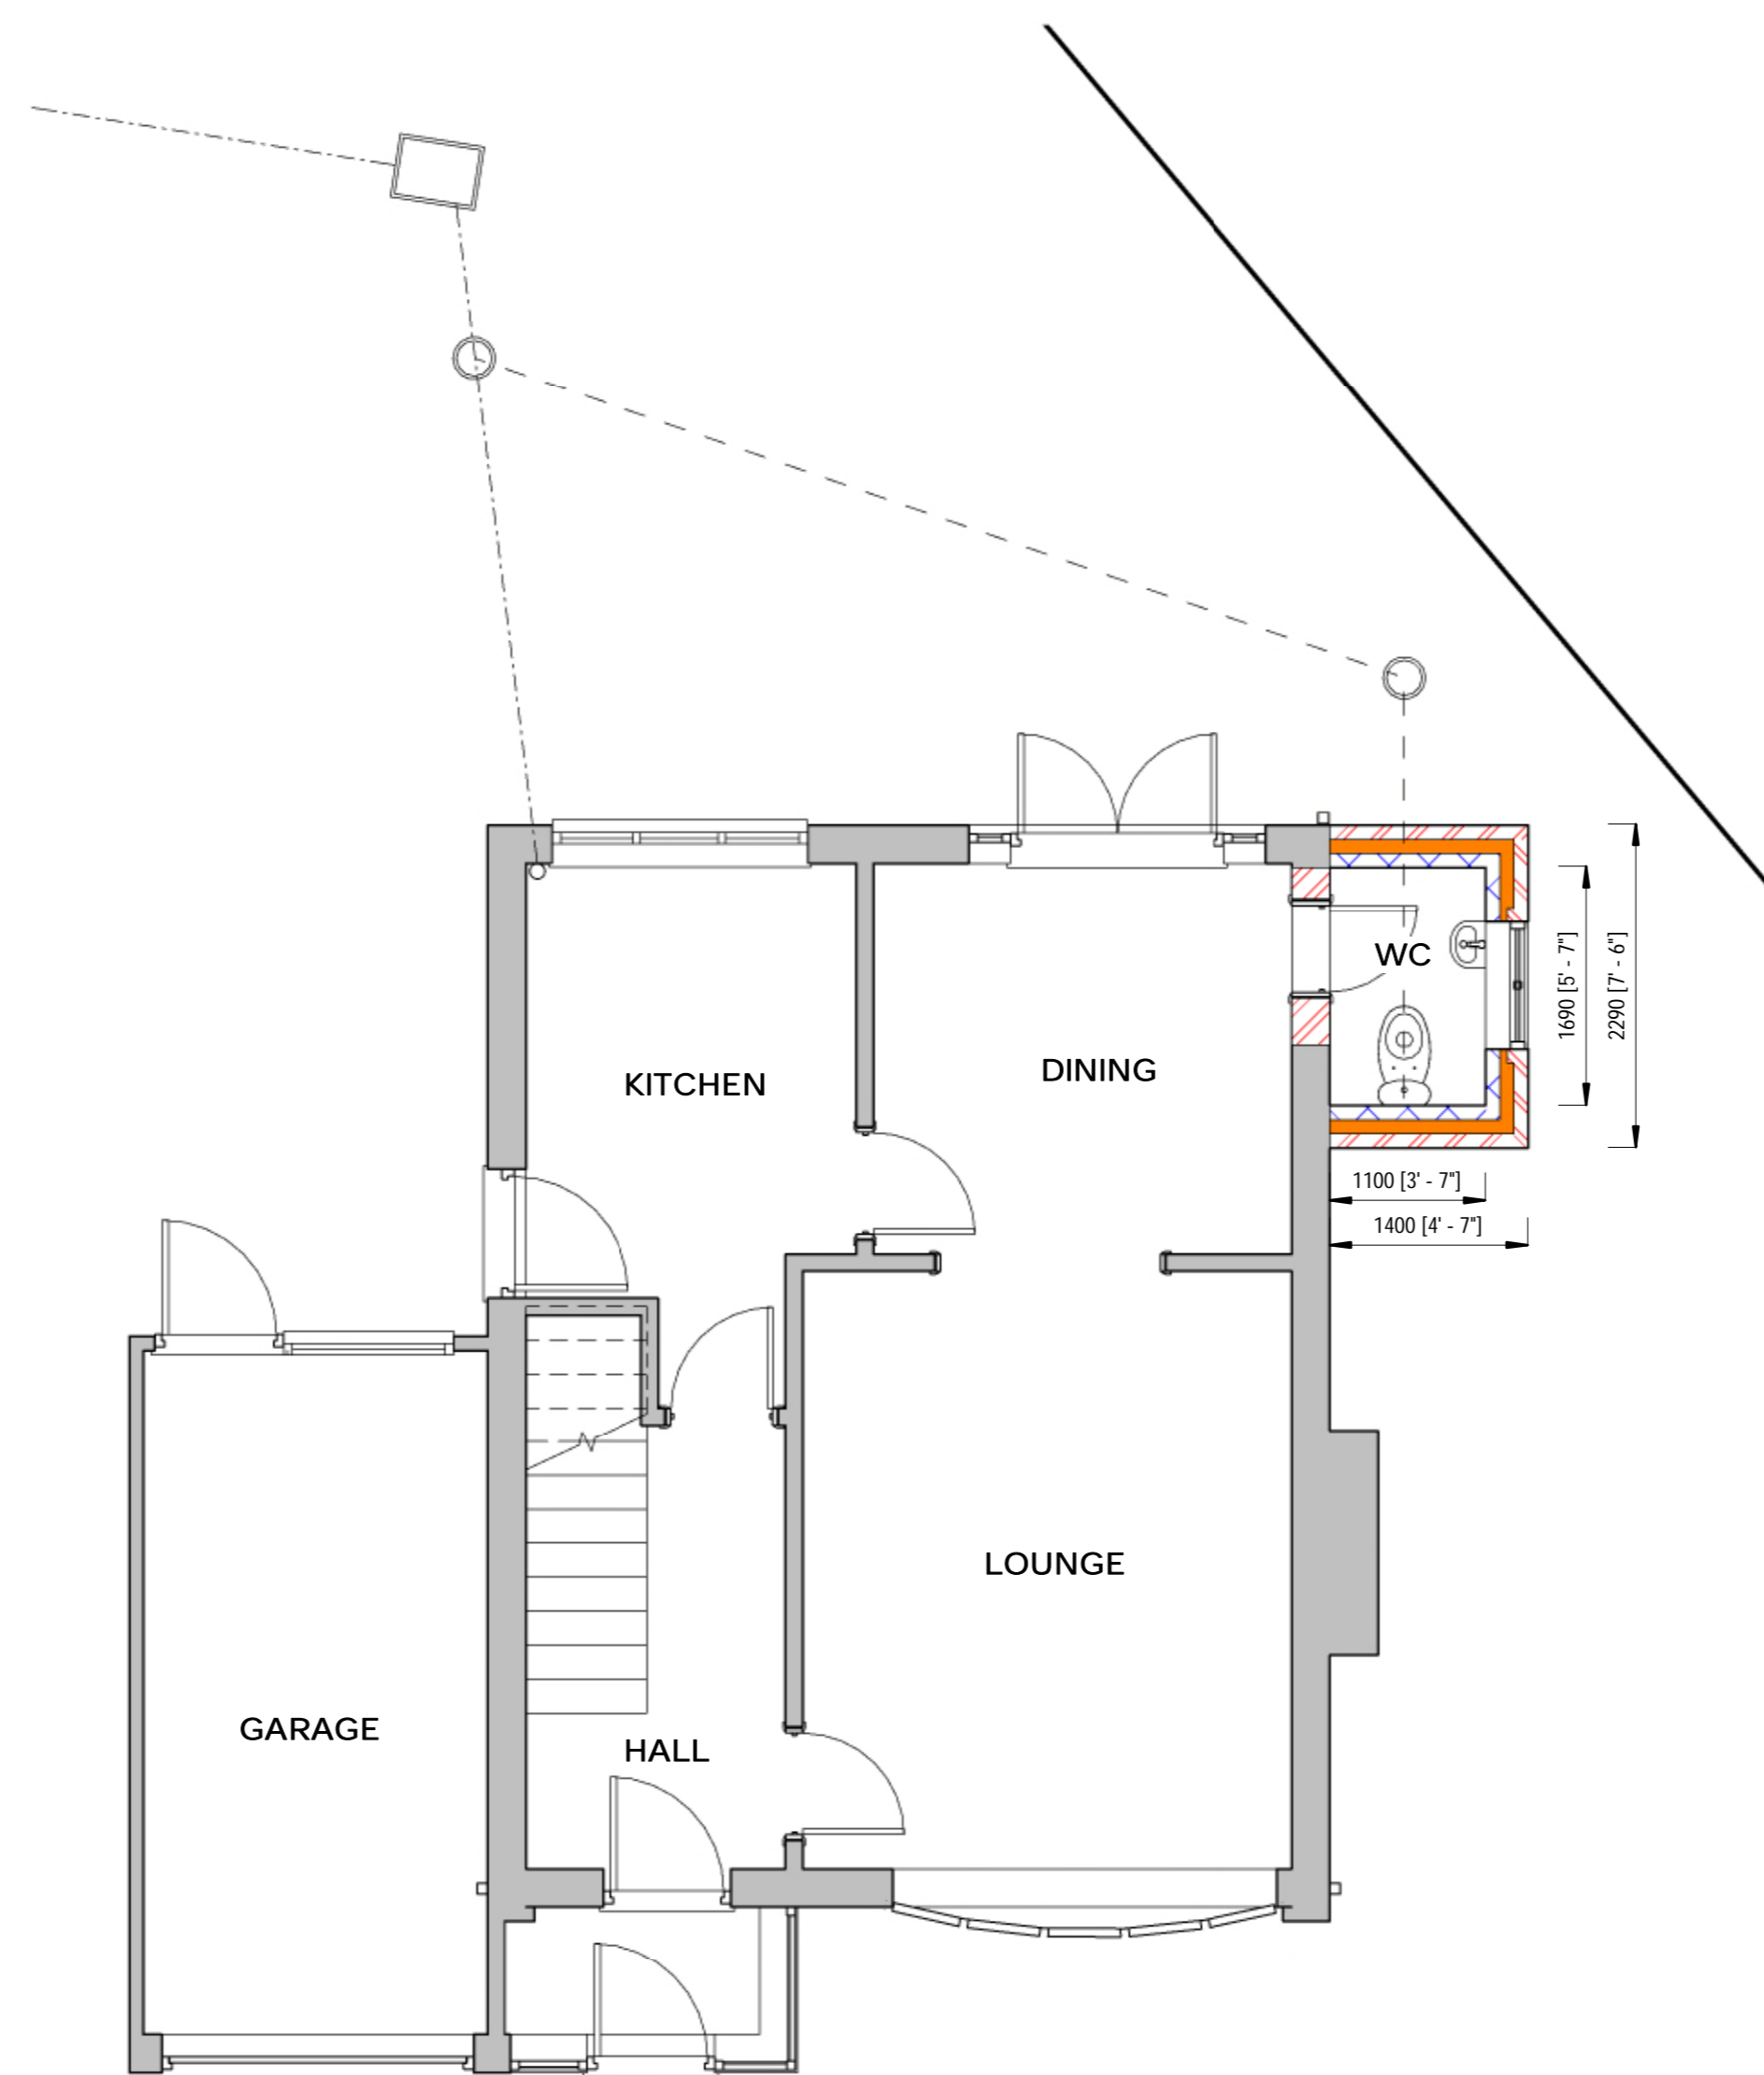 WC
1690 [5' - 7"]
2290 [7' - 6"]
KITCHEN
DINING
1100 [3' - 7"]
1400 [4' - 7"]
LOUNGE
GARAGE
HALL